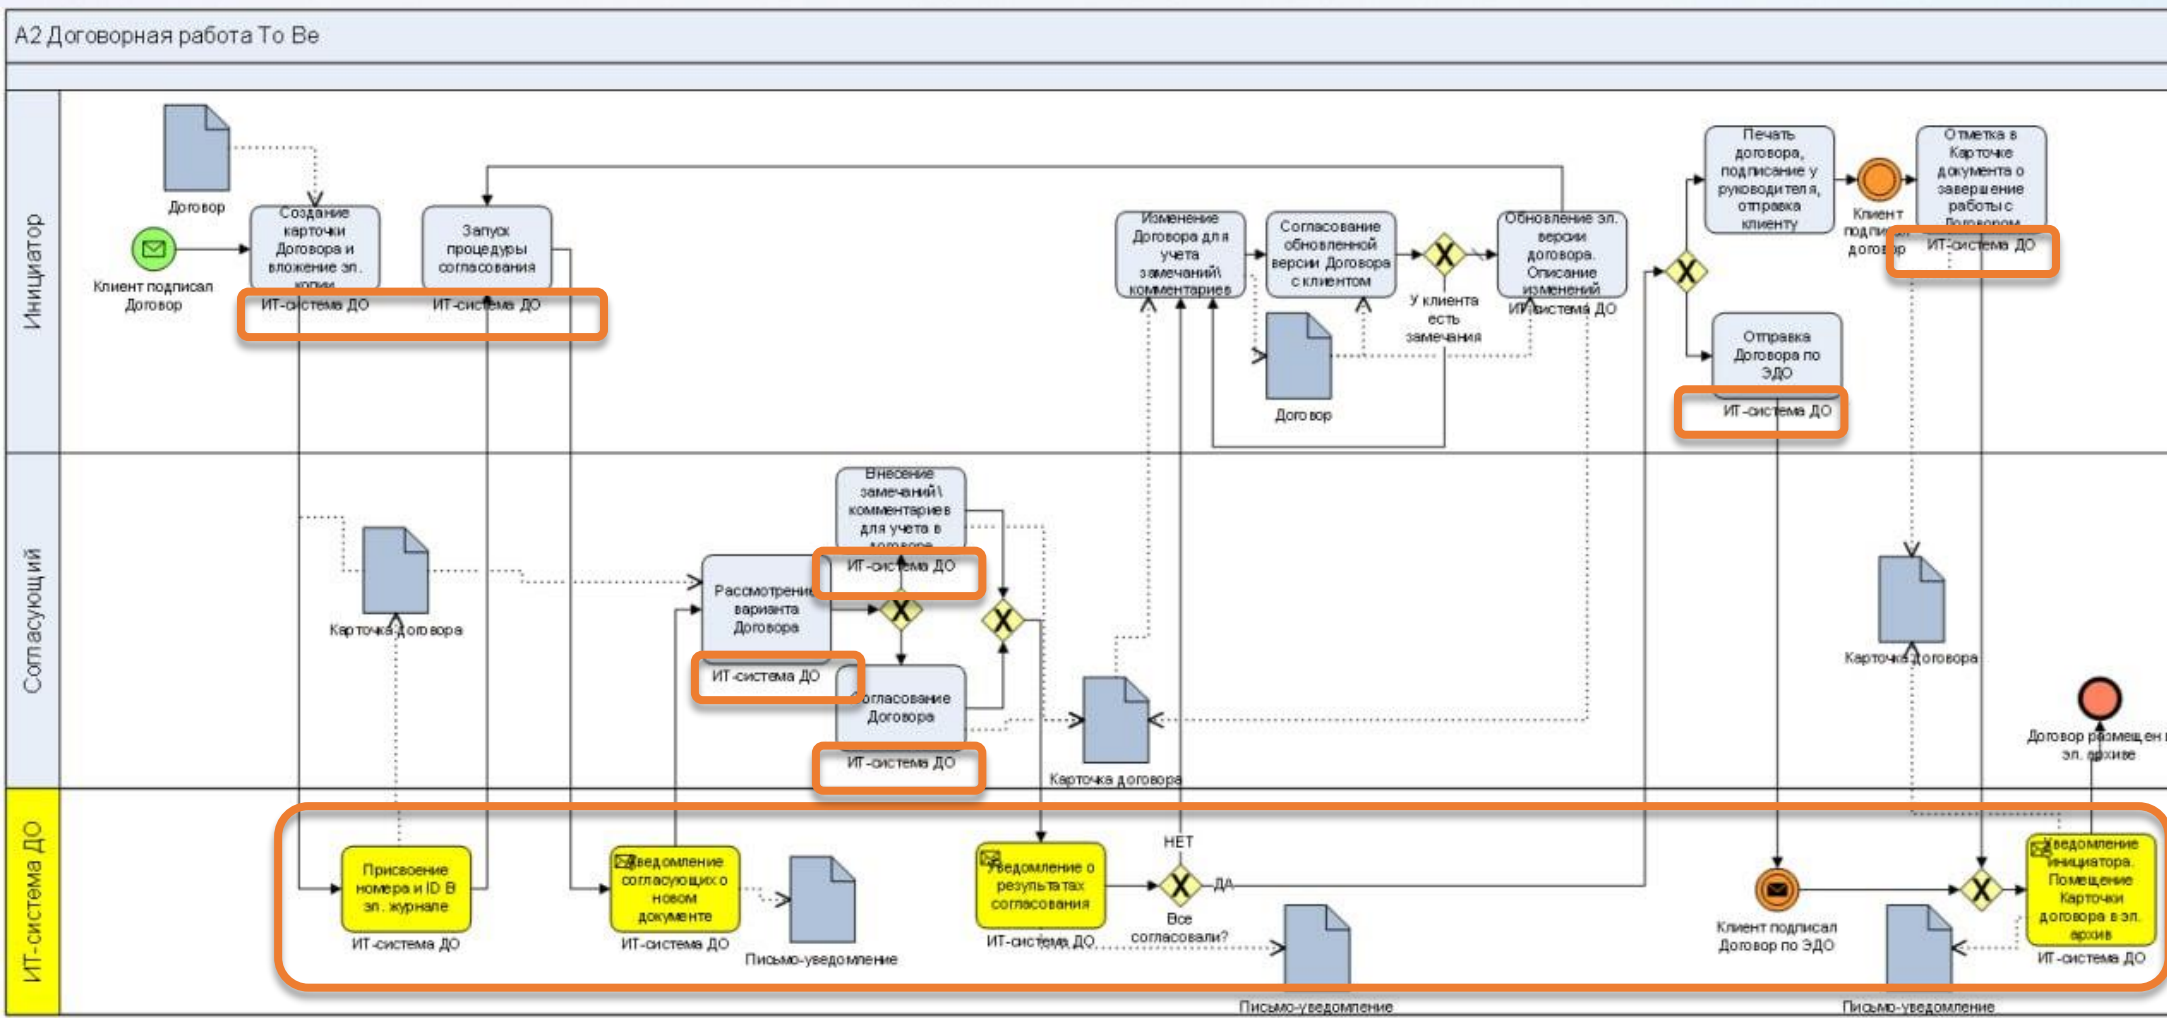 А2 Договорная работа To Be
Инициатор
Договор
Клиент подписал
Договор
Создание
карточки
Договора и
вложение эл.
копии
ИТ-система ДО
Запуск
процедуры
согласования
ИТ-система ДО
Изменение
Договора для
учета
замечаний\
комментариев
Согласование
обновленной
версии Договора
с клиентом
У клиента
есть
замечания
Обновление эл.
версии
договора.
Описание
изменений
ИТ-система ДО
Договор
Печать
договора,
подписание у
руководителя,
отправка
клиенту
Клиент
подписал
договор
Отметка в
Карточке
документа о
завершение
работы с
Договором
ИТ-система ДО
Отправка
Договора по
ЭДО
ИТ-система ДО
Согласующий
Карточка договора
Рассмотрение
варианта
Договора
ИТ-система ДО
Внесение
замечаний\
комментариев
для учета в
договоре
ИТ-система ДО
Согласование
Договора
ИТ-система ДО
Карточка договора
Карточка договора
Договор размещен
эл. архиве
ИТ-система ДО
Присвоение
номера и ID В
эл. журнале
ИТ-система ДО
Уведомление
согласующих о
новом
документе
ИТ-система ДО
Письмо-уведомление
Уведомление о
результатах
согласования
ИТ-система ДО
НЕТ
ДА
Все
согласовали?
Письмо-уведомление
Клиент подписал
Договор по ЭДО
Уведомление
инициатора.
Помещение
Карточки
договора в эл.
архив
ИТ-система ДО
Письмо-уведомление